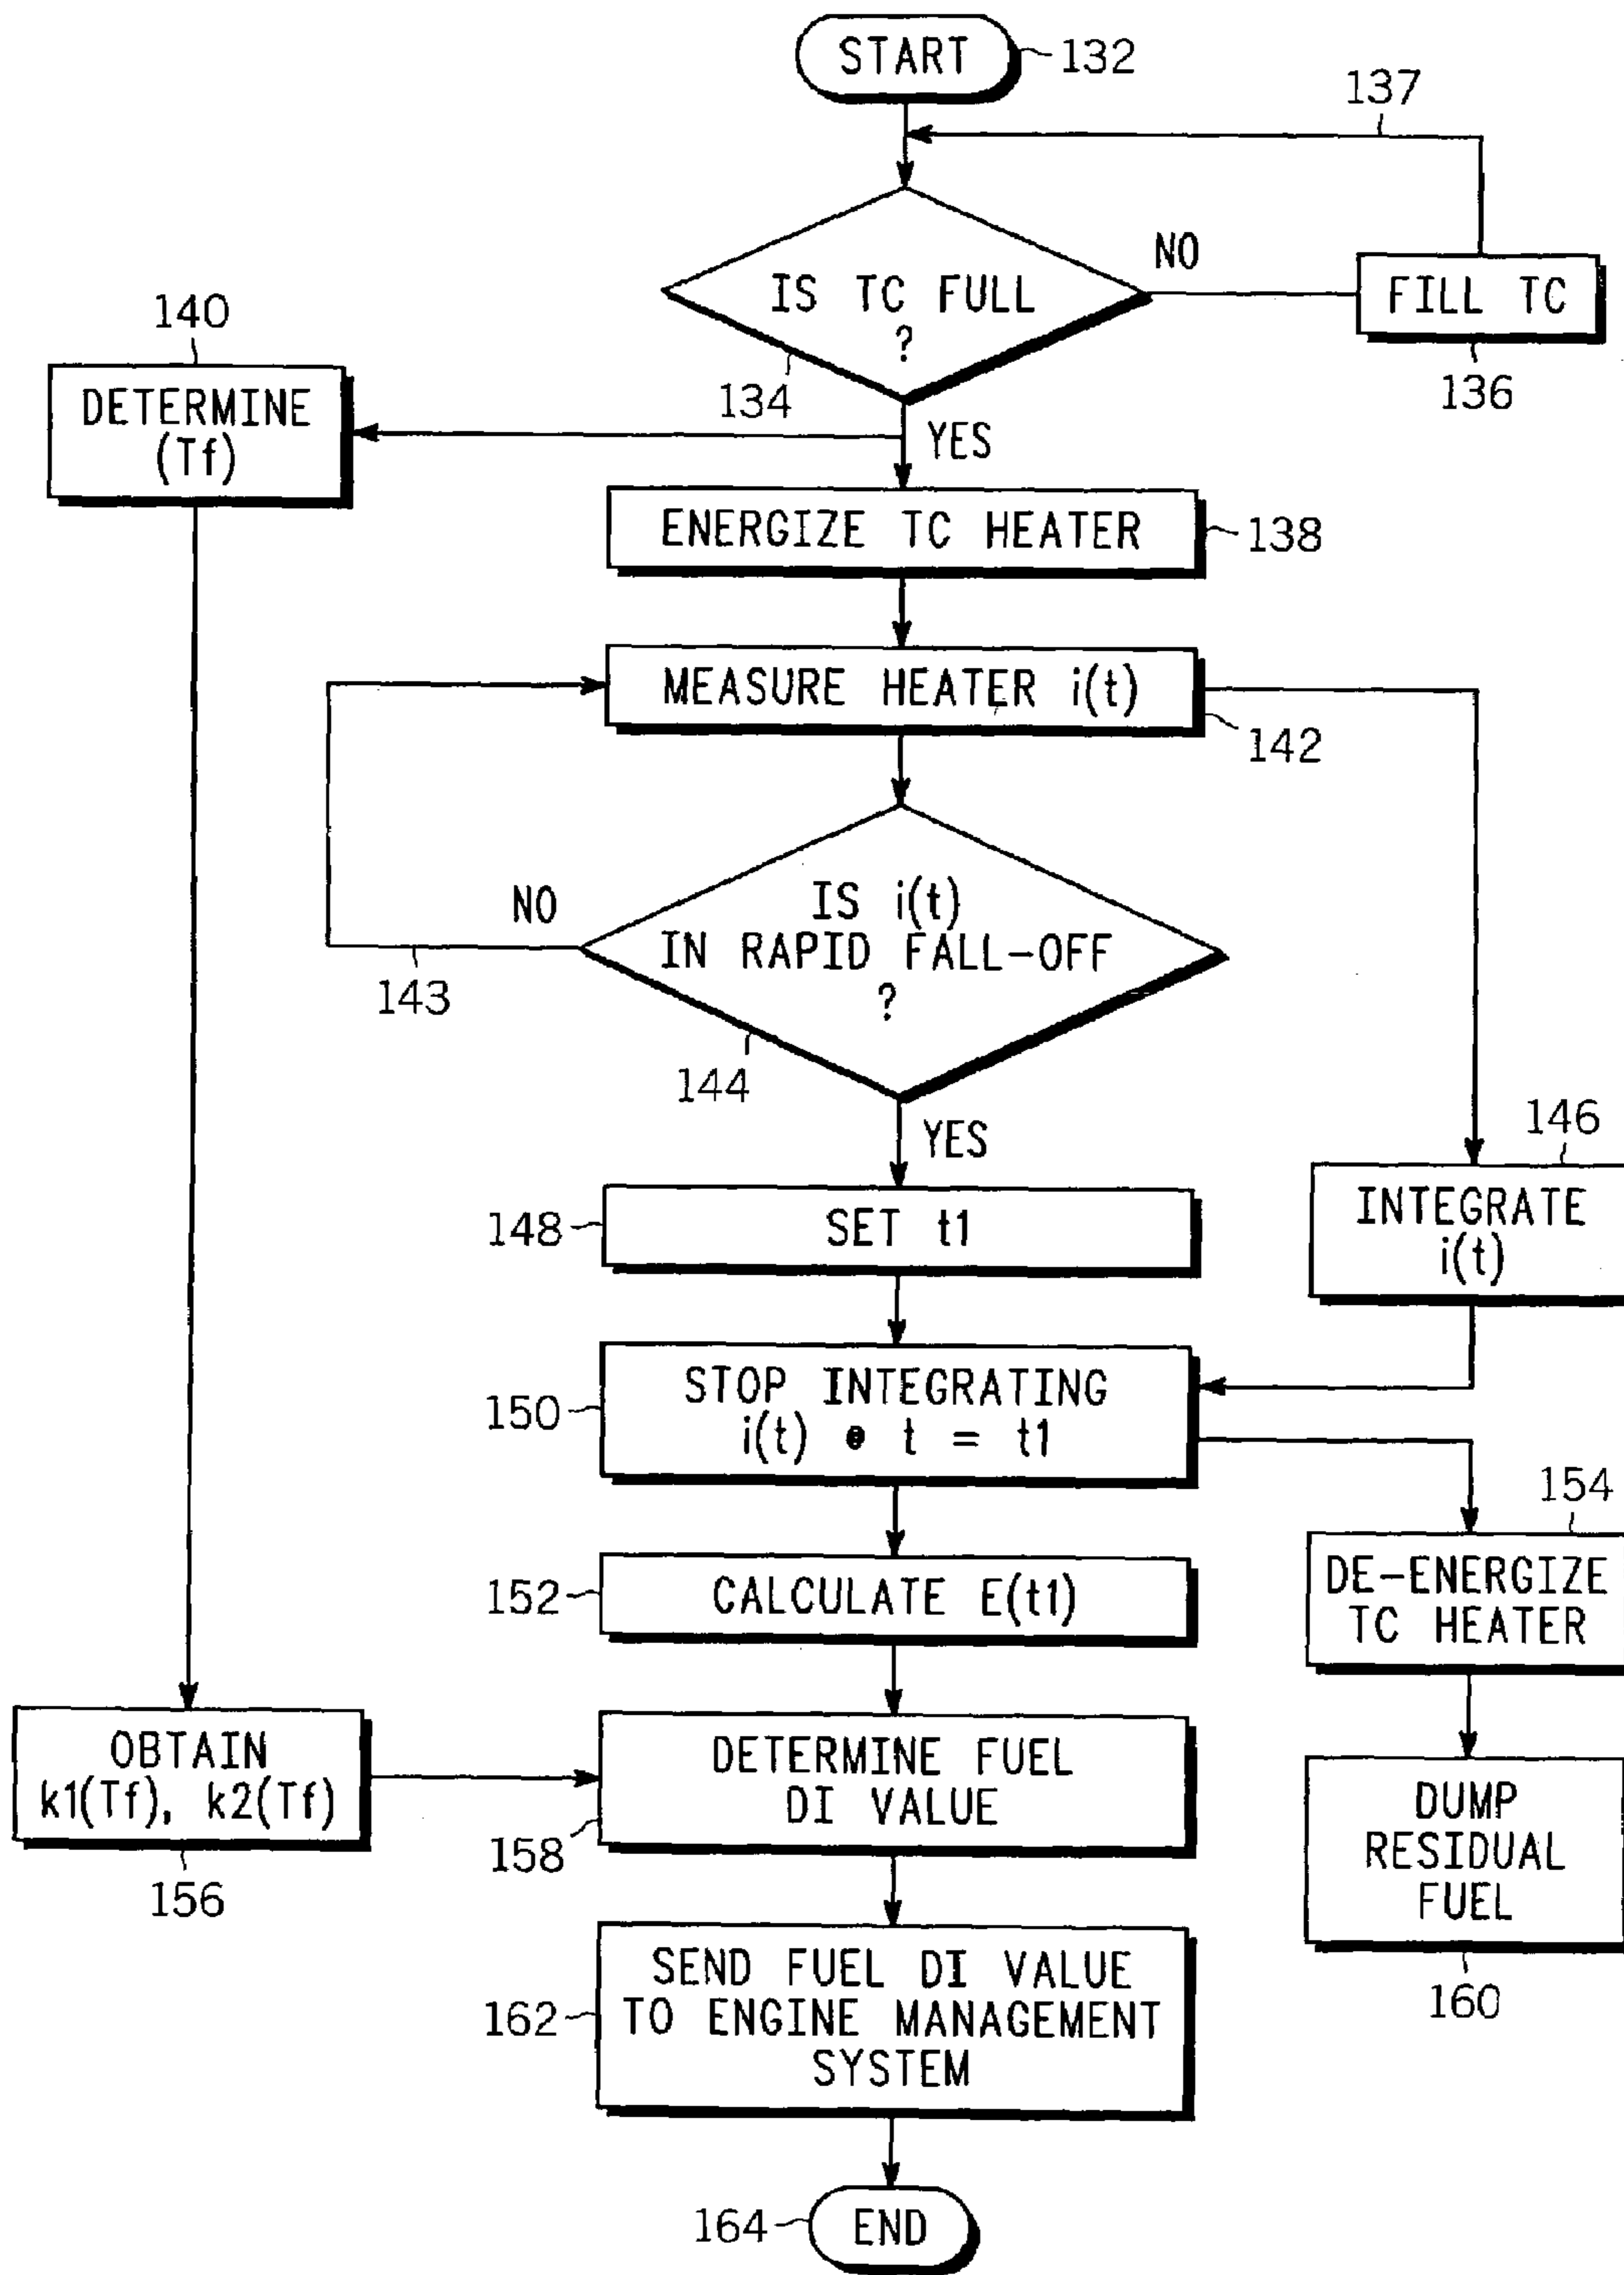 START
132
137
IS TC FULL
?
134
NO
FILL TC
136
140
DETERMINE
(Tf)
YES
ENERGIZE TC HEATER
138
MEASURE HEATER i(t)
142
NO
143
IS i(t)
IN RAPID FALL-OFF
?
144
YES
146
INTEGRATE
i(t)
148
SET t1
150
STOP INTEGRATING
i(t) @ t = t1
154
DE-ENERGIZE
TC HEATER
152
CALCULATE E(t1)
OBTAIN
k1(Tf), k2(Tf)
156
DETERMINE FUEL
DI VALUE
158
DUMP
RESIDUAL
FUEL
160
162
SEND FUEL DI VALUE
TO ENGINE MANAGEMENT
SYSTEM
164
END